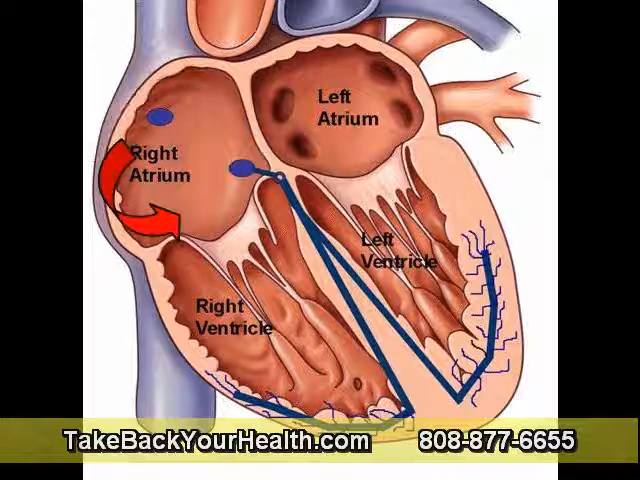 Left
Atrium
Right
Atrium
Left
Ventricle
Right
Ventricle
TakeBackYourHealth.com 808-877-6655